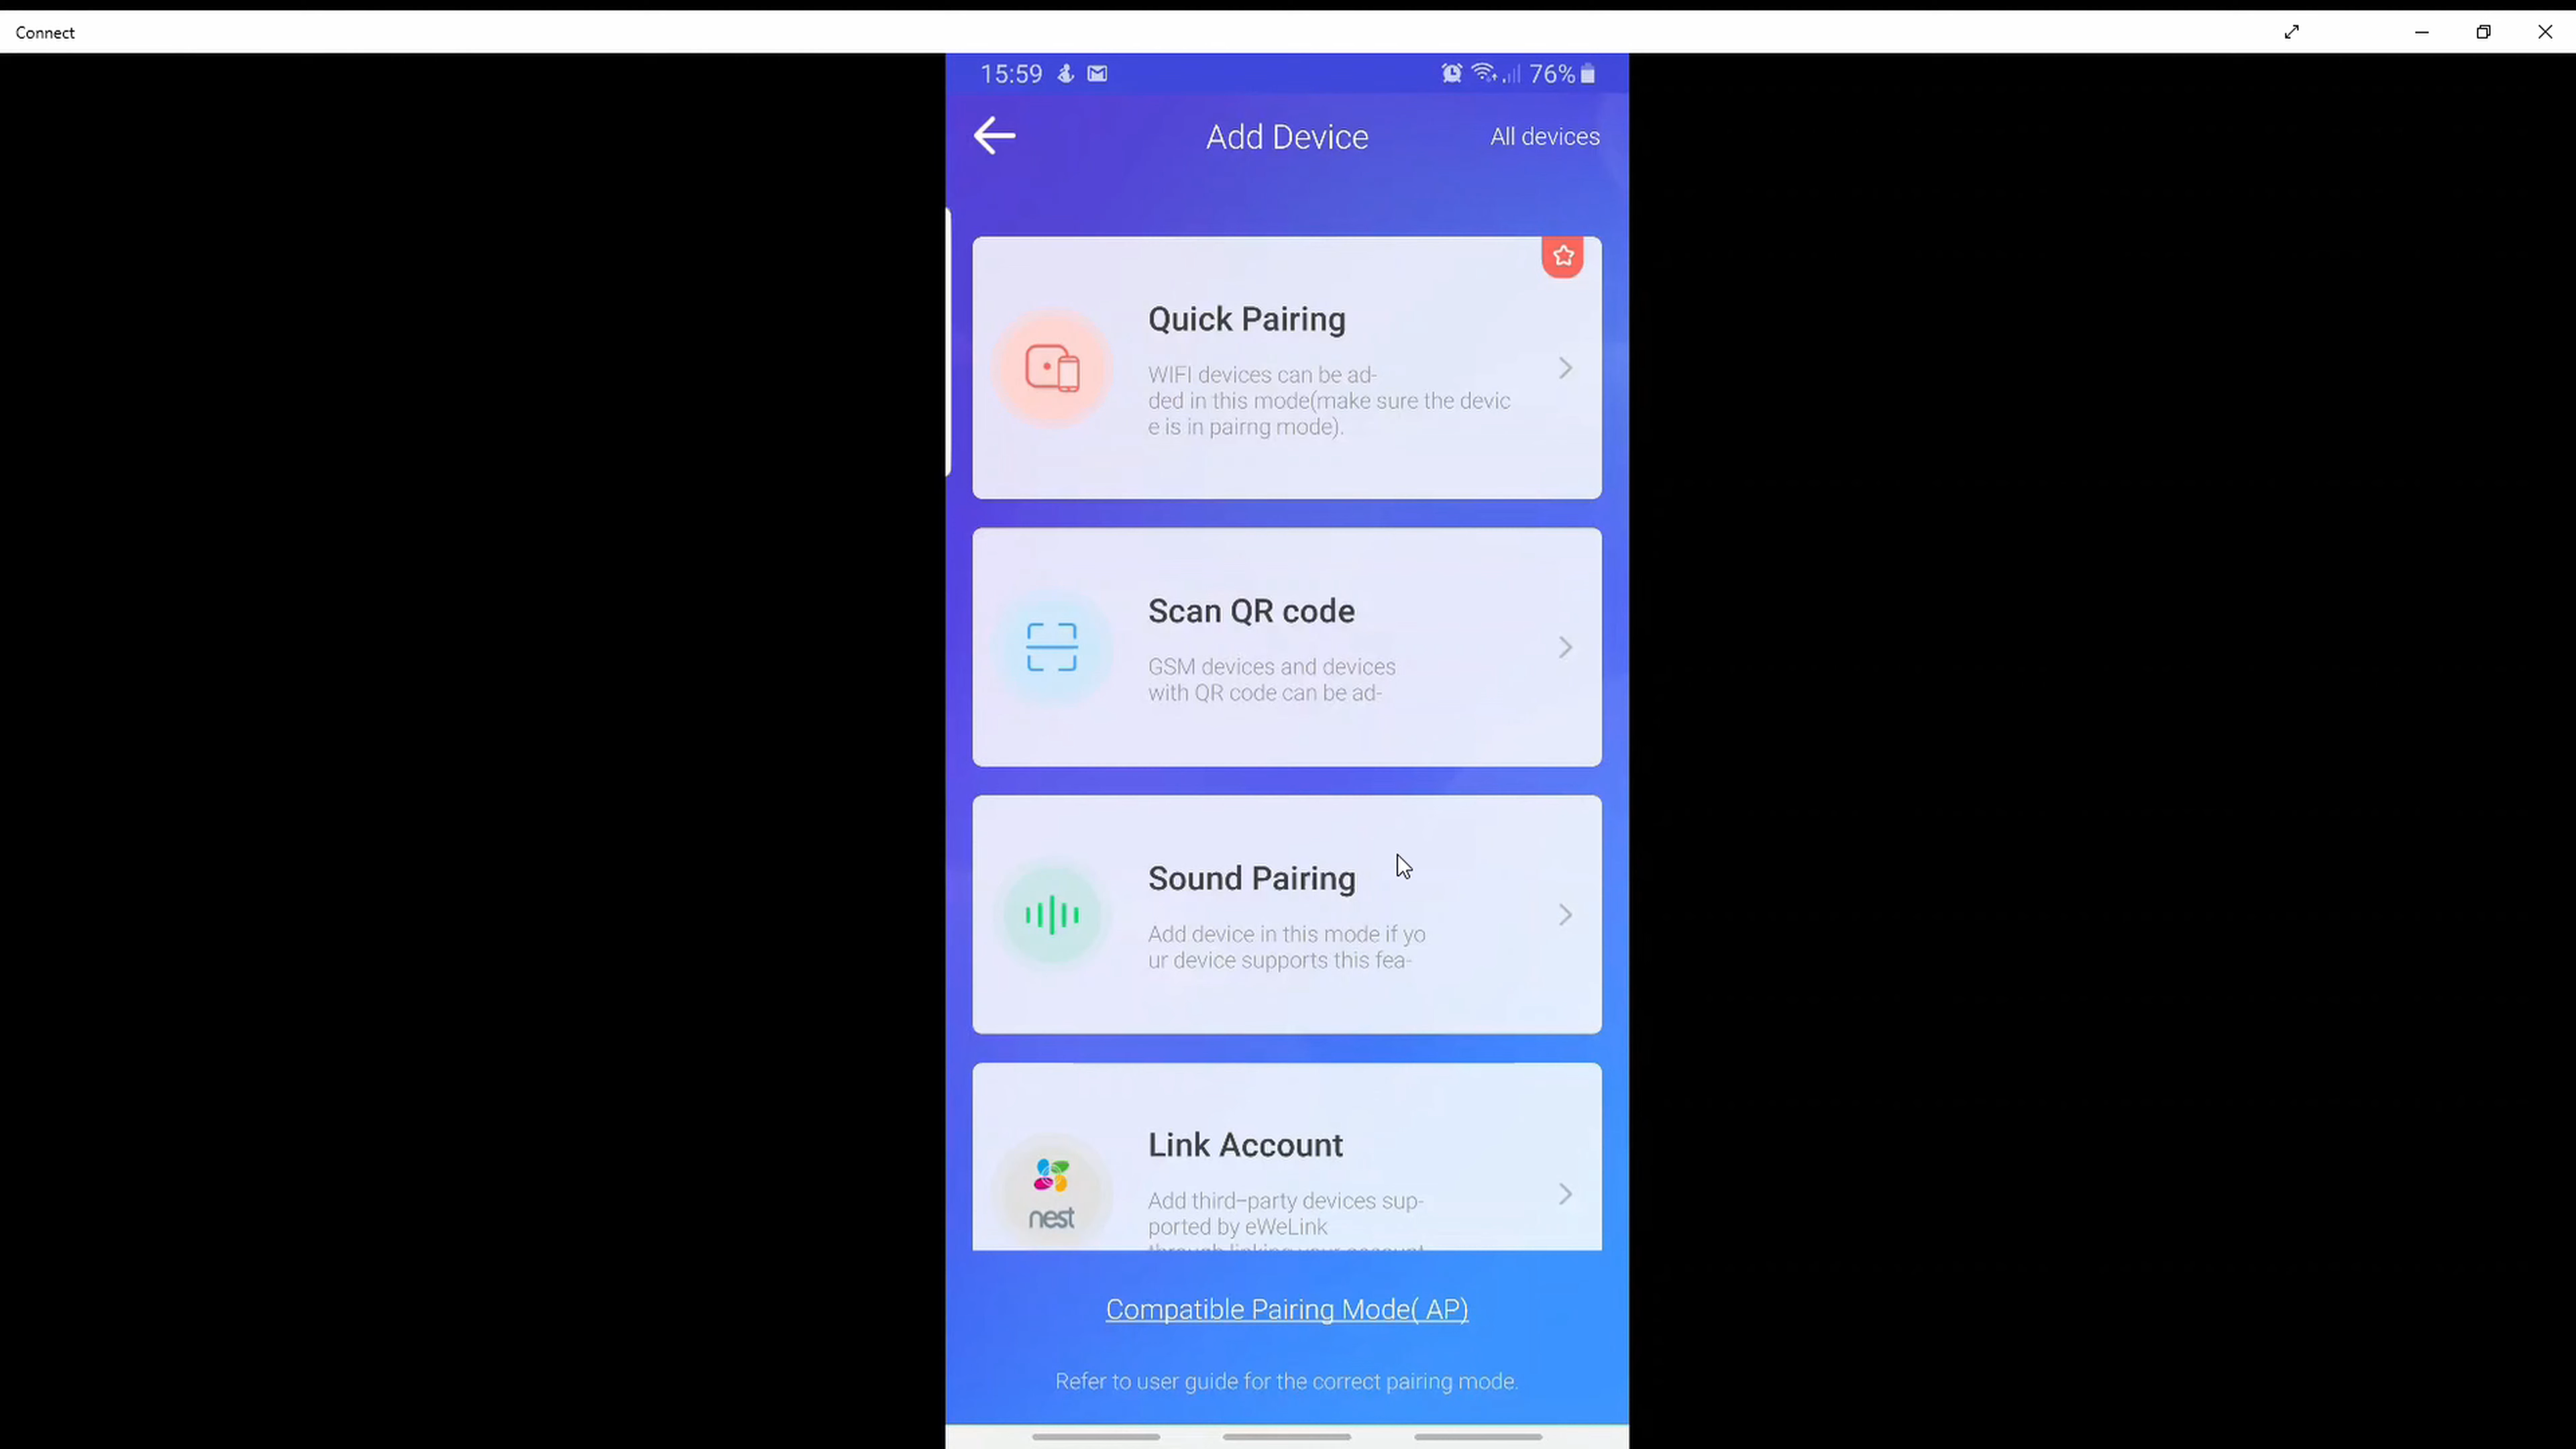 Connect
15:59
76%
Add Device
All devices
Quick Pairing
WIFI devices can be ad-
ded in this mode(make sure the devic
e is in pairng mode).
Scan QR code
GSM devices and devices
with QR code can be ad-
Sound Pairing
Add device in this mode if yo
ur device supports this fea-
Link Account
nest
Add third-party devices sup-
ported by eWeLink
through linking your account
Compatible Pairing Mode( AP)
Refer to user guide for the correct pairing mode.